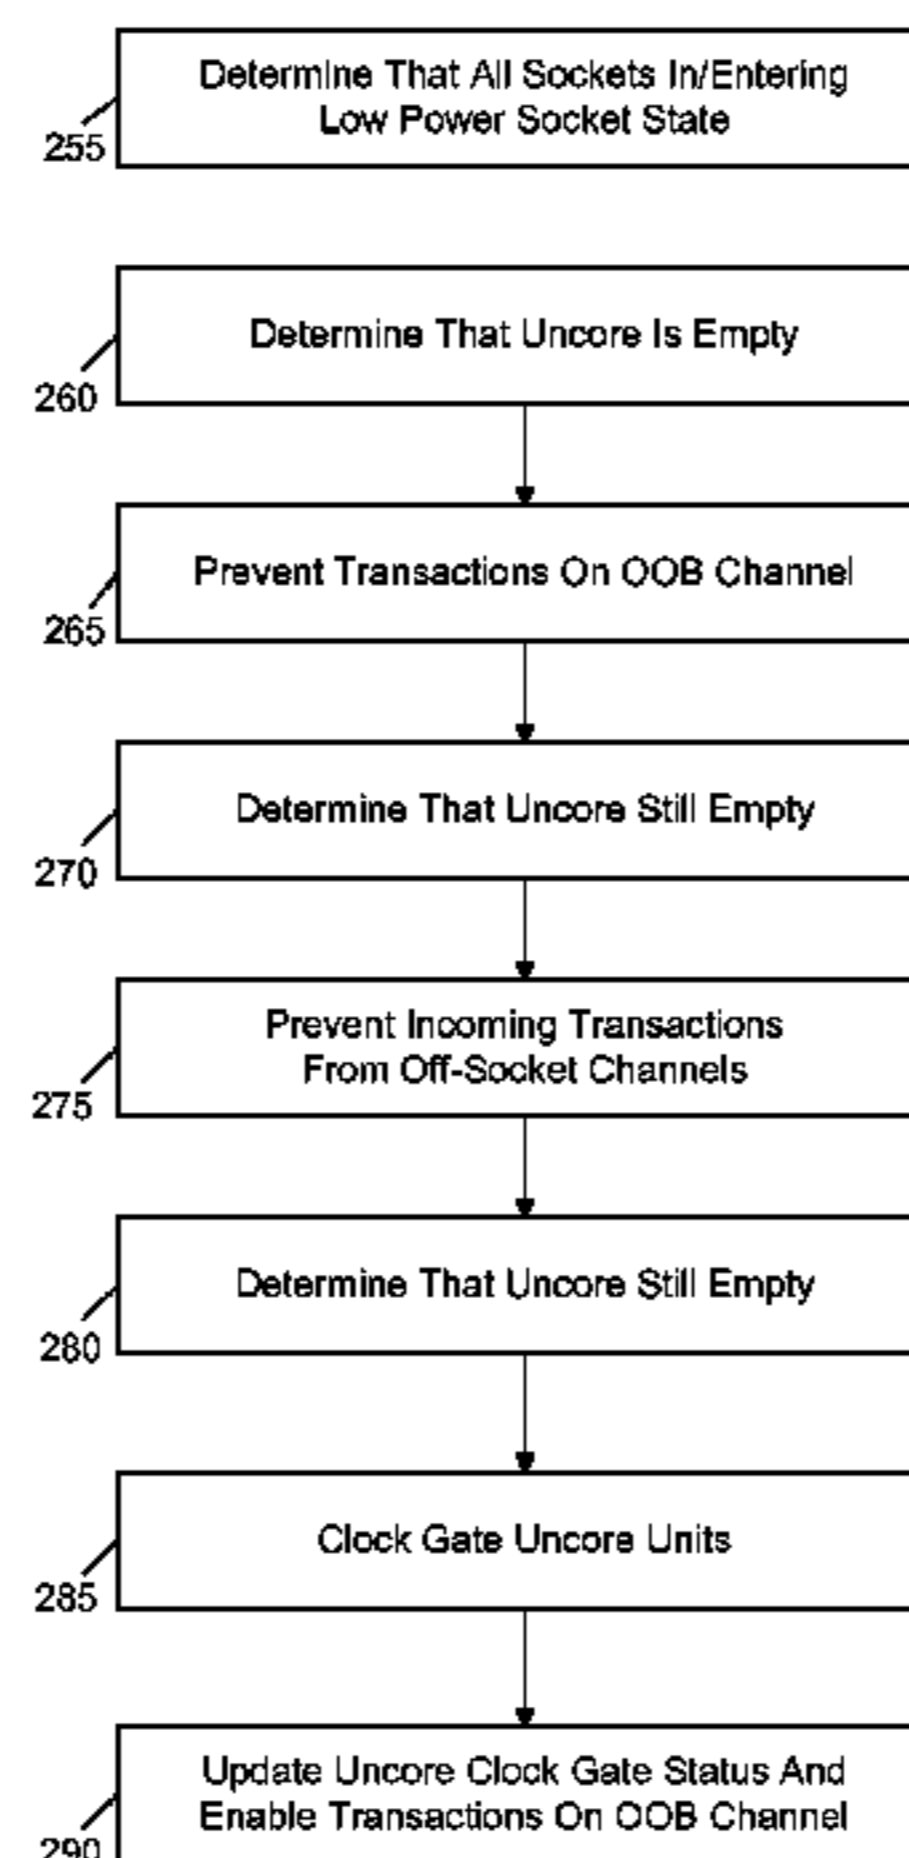 Determine That All Sockets In/Entering
Low Power Socket State
255
Determine That Uncore Is Empty
260
Prevent Transactions On OOB Channel
265
Determine That Uncore Still Empty
270
Prevent Incoming Transactions
From Off-Socket Channels
275
Determine That Uncore Still Empty
280
Clock Gate Uncore Units
285
Update Uncore Clock Gate Status And
Enable Transactions On OOB Channel
290